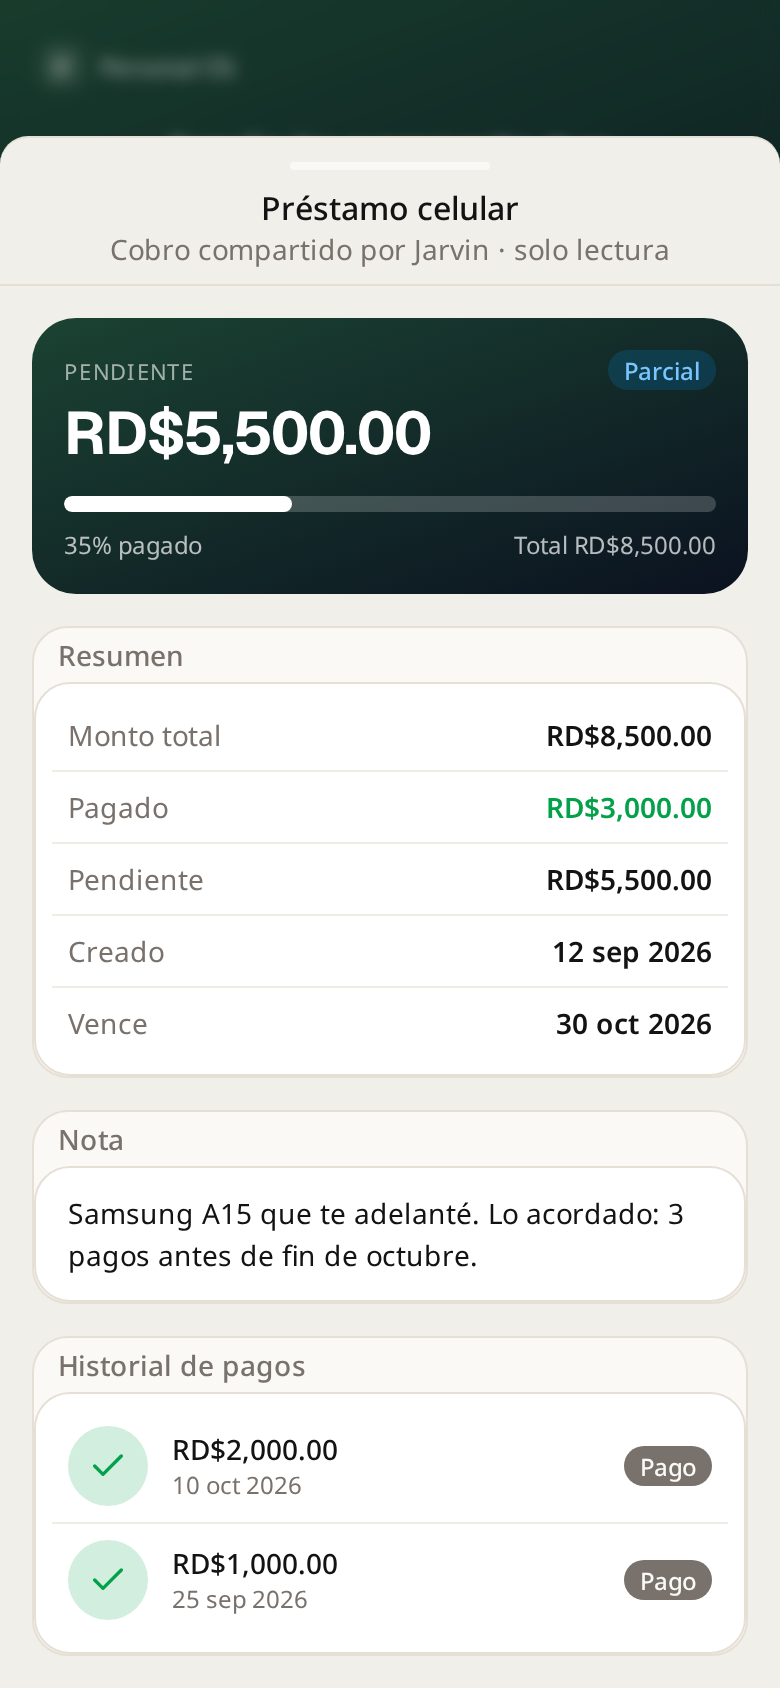 Préstamo celular
Cobro compartido por Jarvin · solo lectura
PENDIENTE
Parcial
RD$5,500.00
35% pagado
Total RD$8,500.00
Resumen
Monto total
RD$8,500.00
Pagado
RD$3,000.00
Pendiente
RD$5,500.00
Creado
12 sep 2026
Vence
30 oct 2026
Nota
Samsung A15 que te adelanté. Lo acordado: 3
pagos antes de fin de octubre.
Historial de pagos
RD$2,000.00
10 oct 2026
Pago
RD$1,000.00
25 sep 2026
Pago